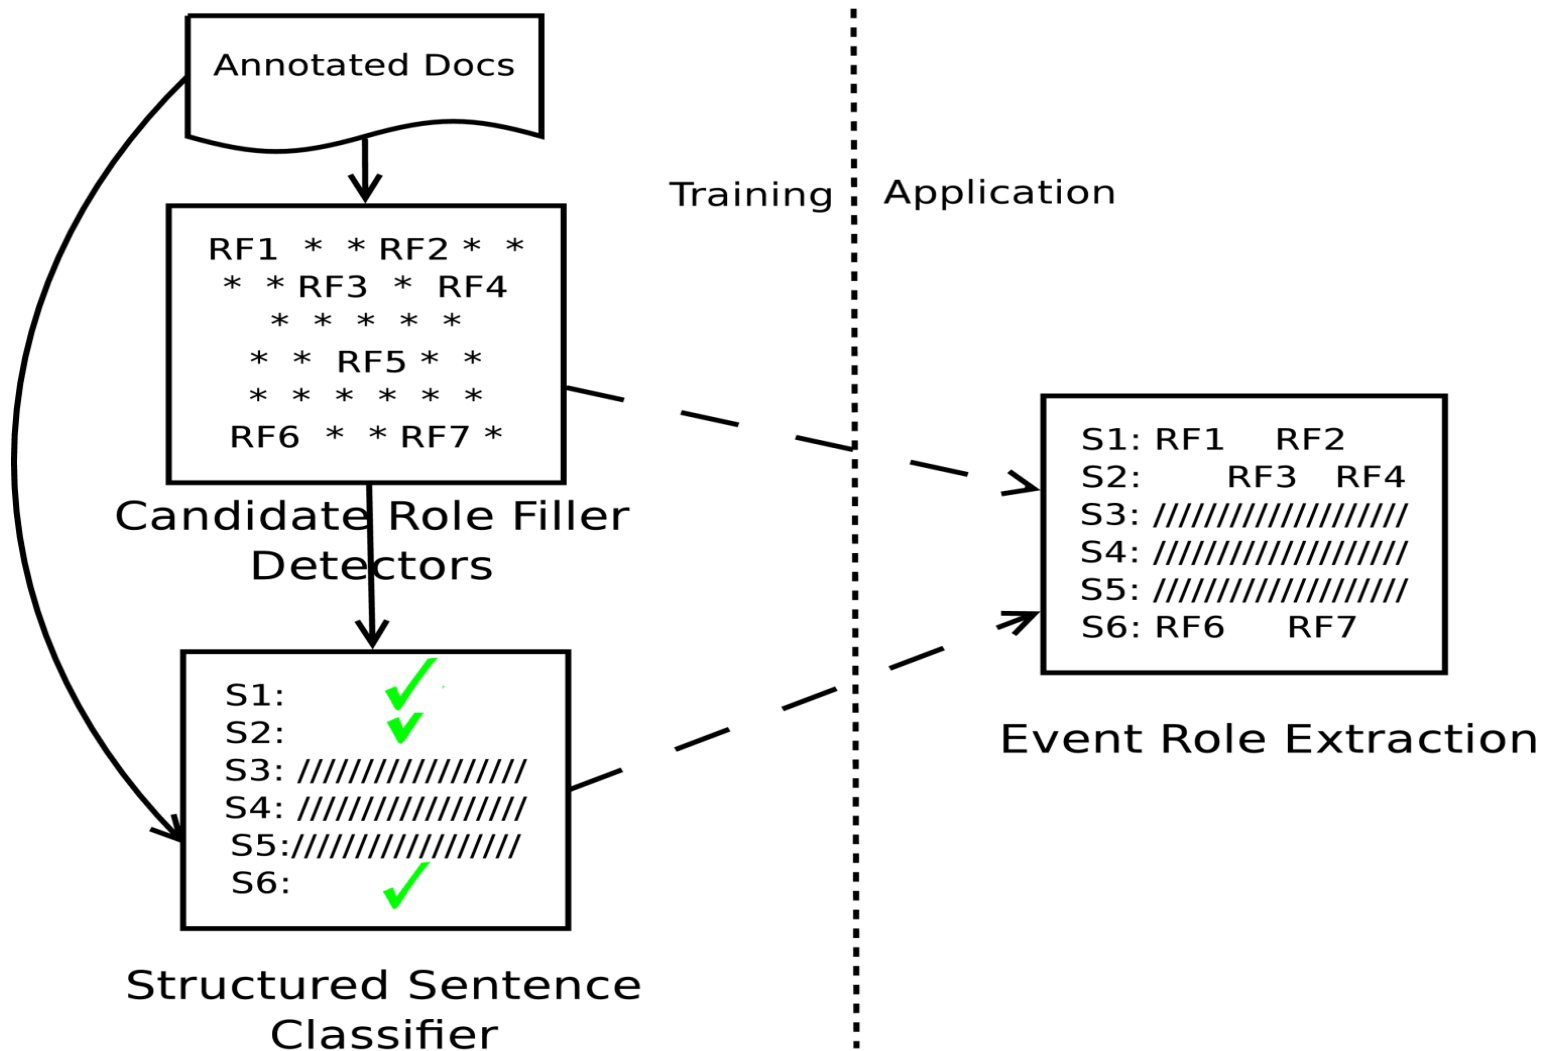 Annotated Docs
Training
Application
RF1 * * RF2 * *
* * RF3 * RF4
* * * * *
* * RF5 * *
* * * * * *
RF6 * * RF7 *
Candidate Role Filler
Detectors
S1:
S2:
S3: //////////////////
S4: //////////////////
S5://////////////////
S6:
Structured Sentence
Classifier
S1: RF1 RF2
S2: RF3 RF4
S3: ////////////////////
S4: ////////////////////
S5: ////////////////////
S6: RF6 RF7
Event Role Extraction